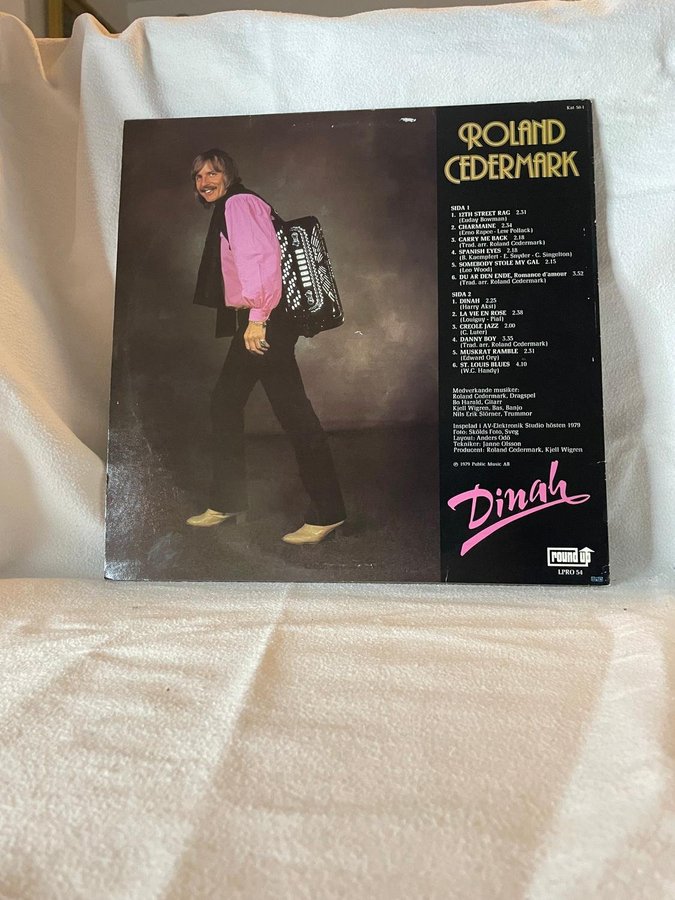 Kat 50-1
ROLAND
CEDERMARK
SIDA 1
1. 12TH STREET RAG 2.31
(Euday Bowman)
2. CHARMAINE 2.34
(Erno Rapee - Lew Pollack)
3. CARRY ME BACK 2.18
(Trad. arr. Roland Cedermark)
4. SPANISH EYES 2.18
(B. Kaempfert - E. Snyder - C. Singelton)
5. SOMEBODY STOLE MY GAL 2.15
(Leo Wood)
6. DU ÄR DEN ENDE, Romance d'amour 3.52
(Trad. arr. Roland Cedermark)
SIDA 2
1. DINAH 2.25
(Harry Akst)
2. LA VIE EN ROSE 2.38
(Louiguy - Piaf)
3. CREOLE JAZZ 2.00
(C. Luter)
4. DANNY BOY 3.35
(Trad. arr. Roland Cedermark)
5. MUSKRAT RAMBLE 2.31
(Edward Ory)
6. ST. LOUIS BLUES 4.10
(W.C. Handy)
Medverkande musiker:
Roland Cedermark, Dragspel
Bo Harald, Gitarr
Kjell Wigren, Bas, Banjo
Nils Erik Slörner, Trummor
Inspelad i AV-Elektronik Studio hösten 1979
Foto: Skölds Foto, Sveg
Layout: Anders Odö
Tekniker: Janne Olsson
Producent: Roland Cedermark, Kjell Wigren
℗ 1979 Public Music AB
Dinah
round up
LPRO 54